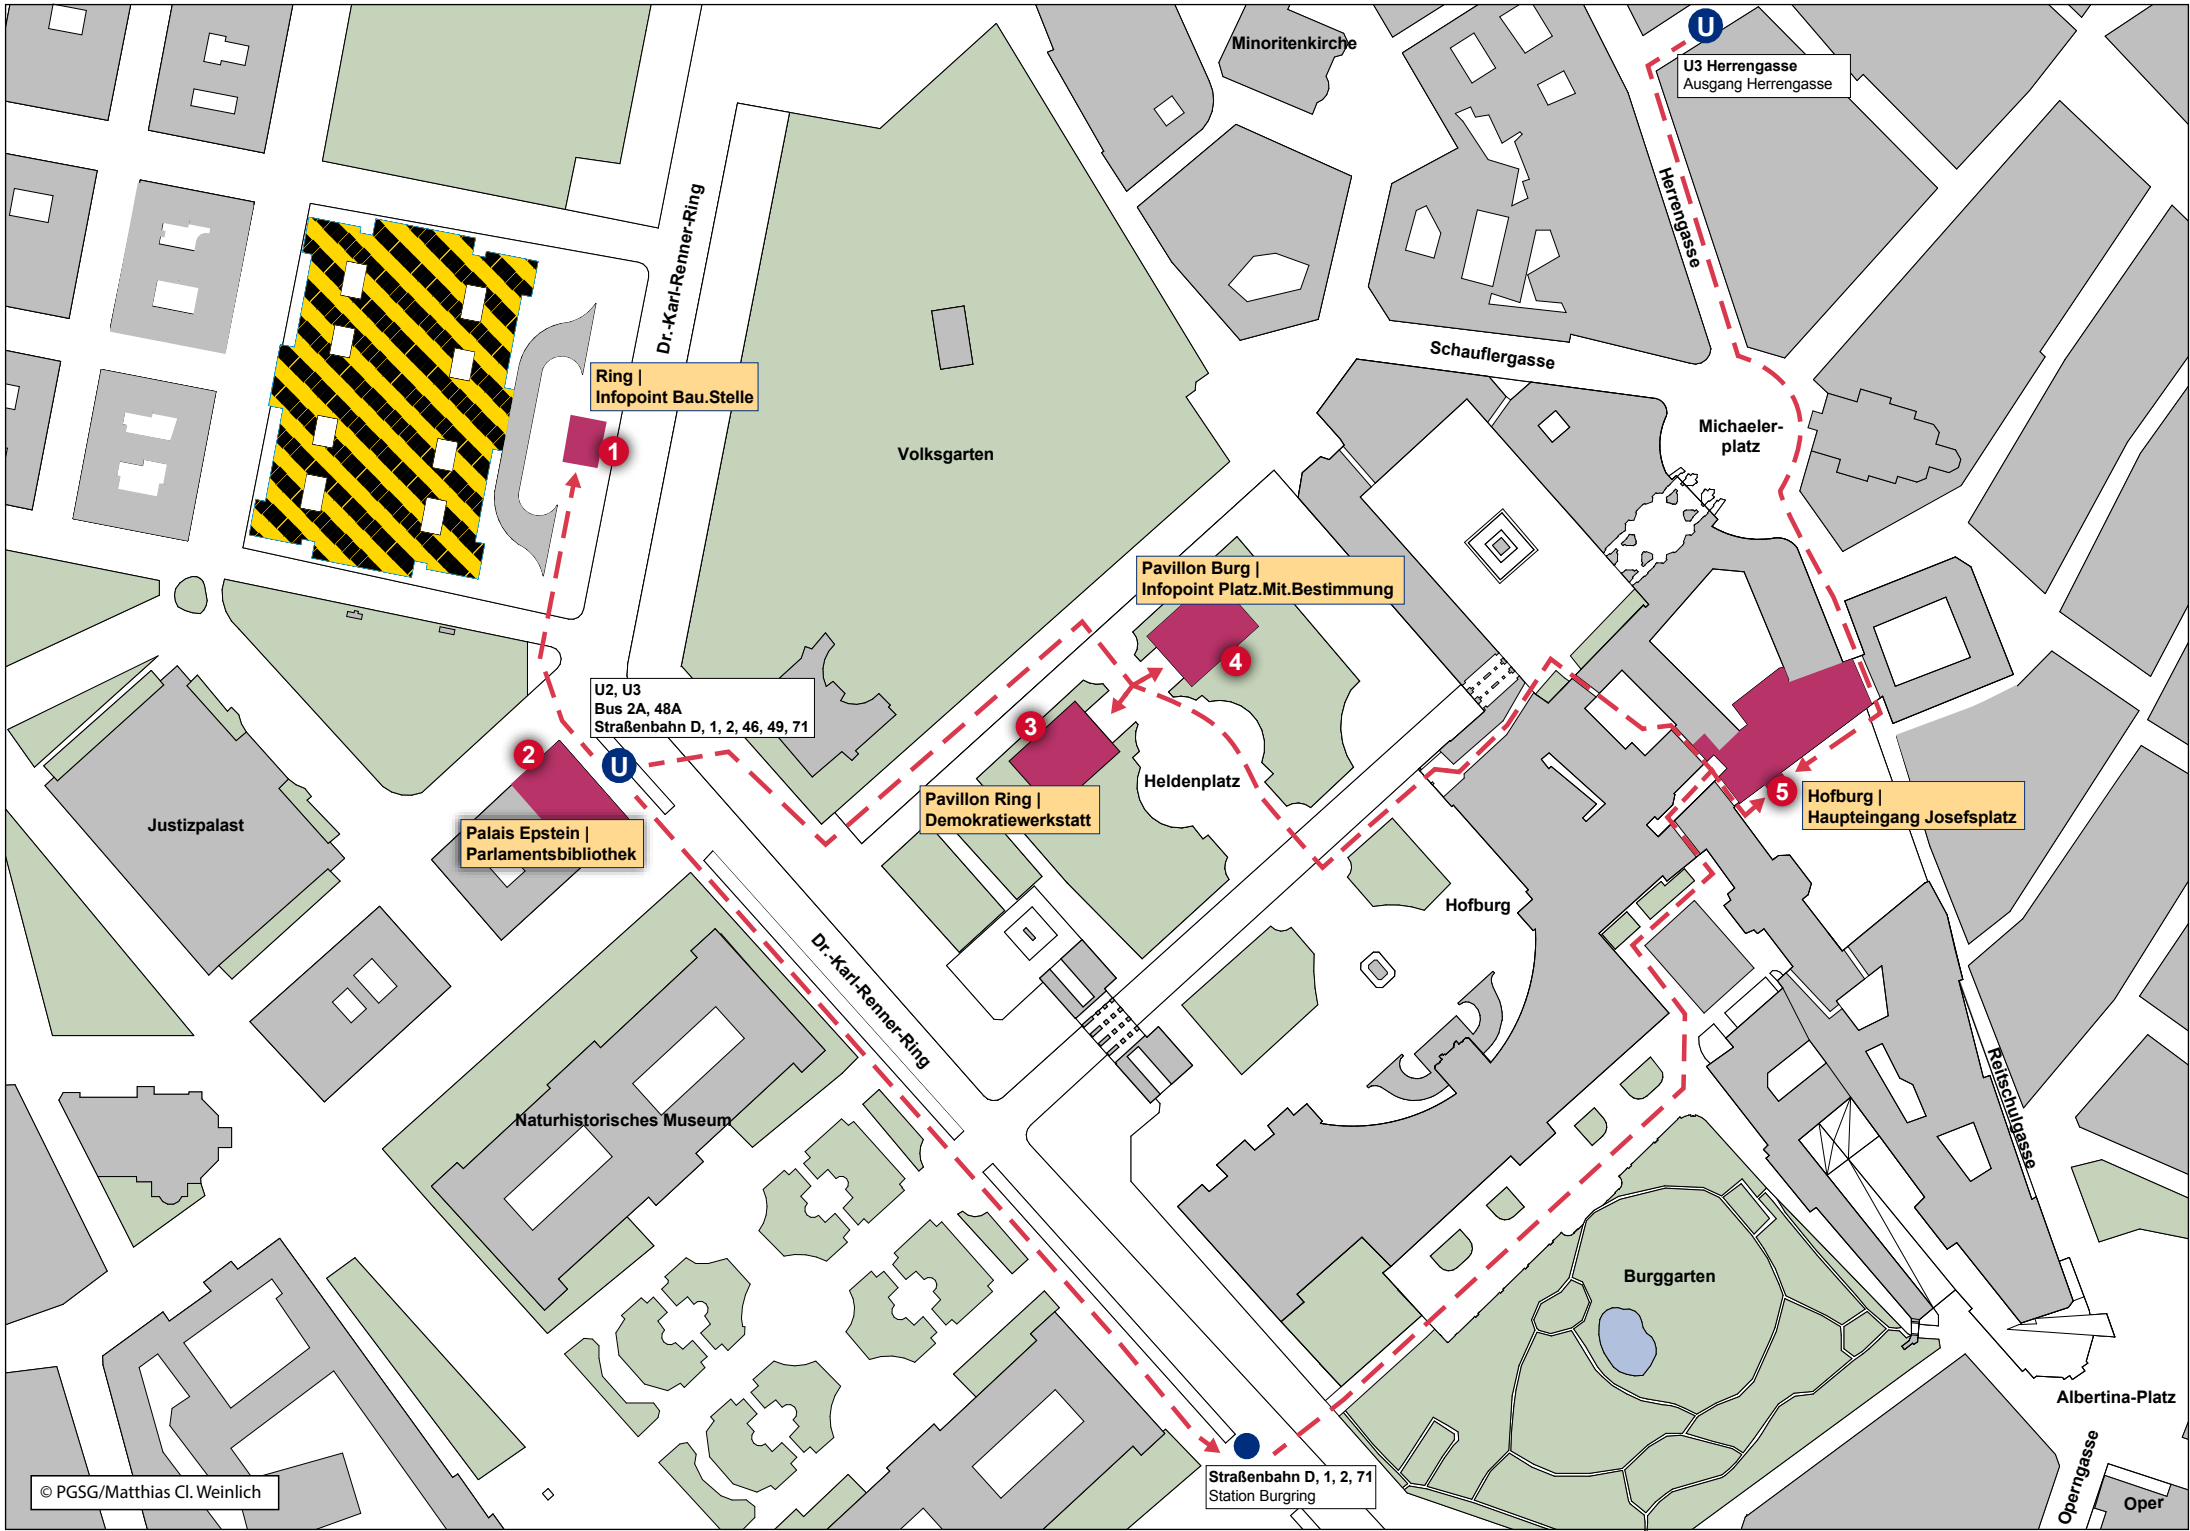 Minoritenkirche
U
U3 Herrengasse
Ausgang Herrengasse
Herrengasse
Dr.-Karl-Renner-Ring
Schauflergasse
Ring |
Infopoint Bau.Stelle
1
Michaeler-
platz
Volksgarten
Pavillon Burg |
Infopoint Platz.Mit.Bestimmung
4
U2, U3
Bus 2A, 48A
Straßenbahn D, 1, 2, 46, 49, 71
U
2
3
Heldenplatz
Pavillon Ring |
Demokratiewerkstatt
5
Hofburg |
Haupteingang Josefsplatz
Justizpalast
Palais Epstein |
Parlamentsbibliothek
Hofburg
Dr.-Karl-Renner-Ring
Naturhistorisches Museum
Reitschulgasse
Burggarten
Albertina-Platz
Operngasse
Oper
Straßenbahn D, 1, 2, 71
Station Burgring
© PGSG/Matthias Cl. Weinlich